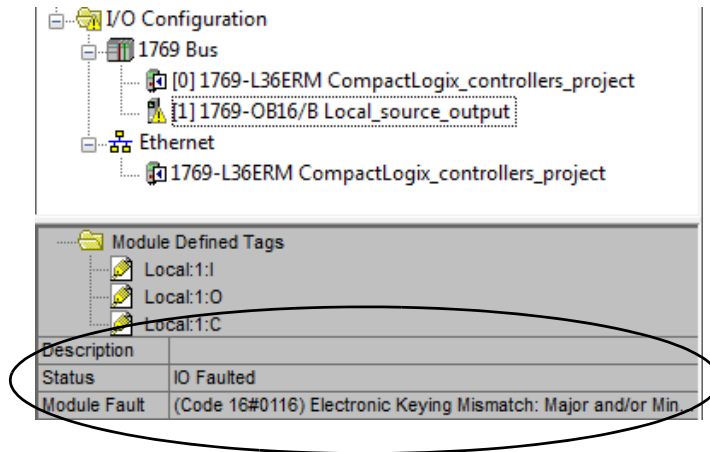 I/O Configuration
1769 Bus
[0] 1769-L36ERM CompactLogix_controllers_project
[1] 1769-OB16/B Local_source_output
Ethernet
1769-L36ERM CompactLogix_controllers_project
Module Defined Tags
Local:1:I
Local:1:O
Local:1:C
Description
Status IO Faulted
Module Fault (Code 16#0116) Electronic Keying Mismatch: Major and/or Min...